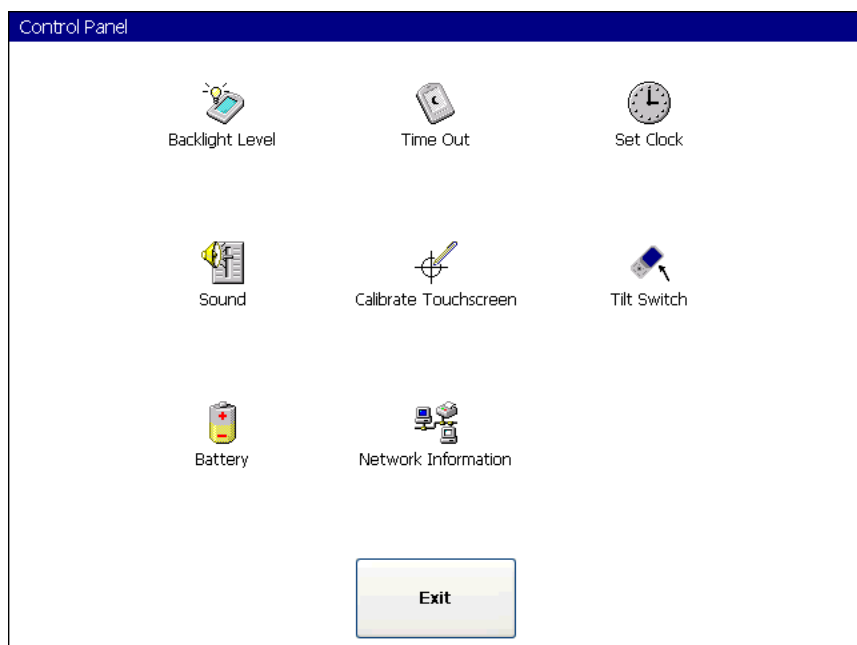 Control Panel
Backlight Level
Time Out
Set Clock
Sound
Calibrate Touchscreen
Tilt Switch
Battery
Network Information
Exit